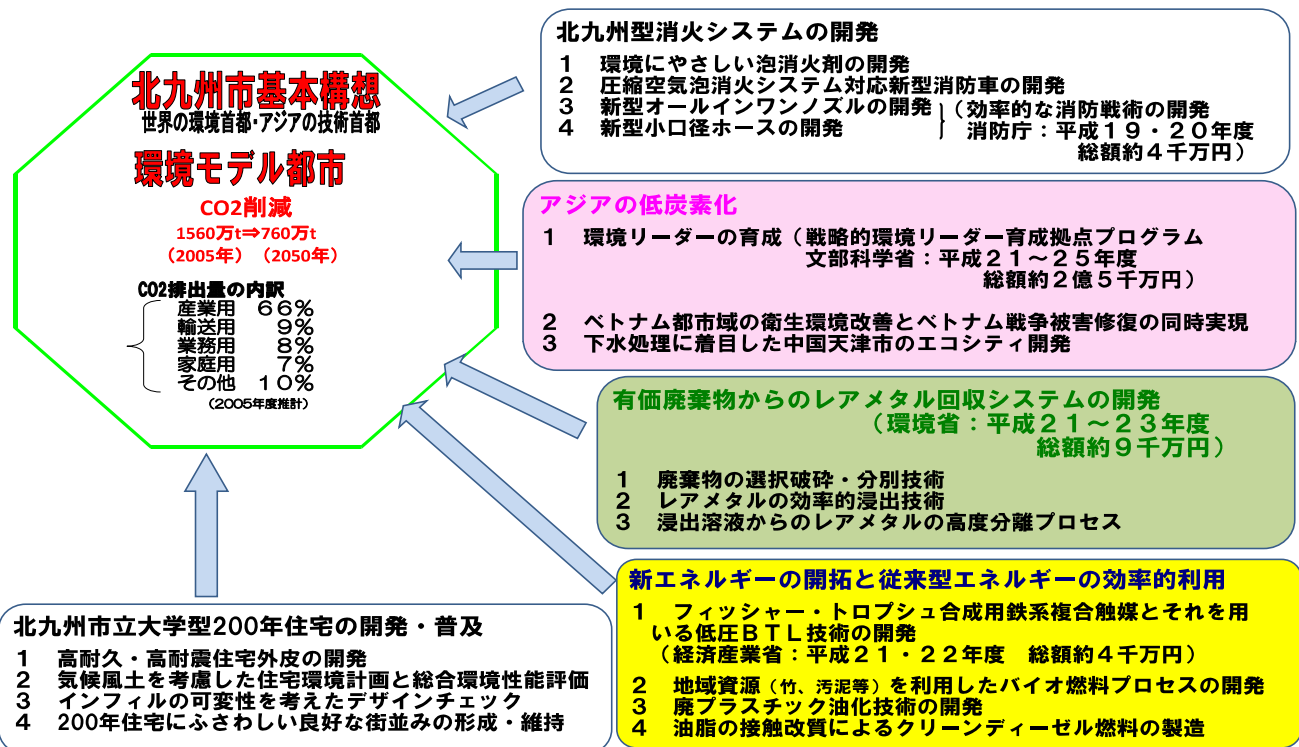 北九州市基本構想
世界の環境首都・アジアの技術首都
環境モデル都市
CO2削減
1560万t⇒760万t
（2005年）（2050年）
CO2排出量の内訳
産業用　６６％
輸送用　９％
業務用　８％
家庭用　７％
その他　１０％
（2005年度推計）
北九州型消火システムの開発
１　環境にやさしい泡消火剤の開発
２　圧縮空気泡消火システム対応新型消防車の開発
３　新型オールインワンノズルの開発
４　新型小口径ホースの開発
（効率的な消防戦術の開発
消防庁：平成１９・２０年度
総額約４千万円）
アジアの低炭素化
１　環境リーダーの育成（戦略的環境リーダー育成拠点プログラム
文部科学省：平成２１～２５年度
総額約２億５千万円）
２　ベトナム都市域の衛生環境改善とベトナム戦争被害修復の同時実現
３　下水処理に着目した中国天津市のエコシティ開発
有価廃棄物からのレアメタル回収システムの開発
（環境省：平成２１～２３年度
総額約９千万円）
１　廃棄物の選択破砕・分別技術
２　レアメタルの効率的浸出技術
３　浸出溶液からのレアメタルの高度分離プロセス
新エネルギーの開拓と従来型エネルギーの効率的利用
１　フィッシャー・トロプシュ合成用鉄系複合触媒とそれを用
いる低圧ＢＴＬ技術の開発
（経済産業省：平成２１・２２年度　総額約４千万円）
２　地域資源（竹、汚泥等）を利用したバイオ燃料プロセスの開発
３　廃プラスチック油化技術の開発
４　油脂の接触改質によるクリーンディーゼル燃料の製造
北九州市立大学型200年住宅の開発・普及
１　高耐久・高耐震住宅外皮の開発
２　気候風土を考慮した住宅環境計画と総合環境性能評価
３　インフィルの可変性を考えたデザインチェック
４　200年住宅にふさわしい良好な街並みの形成・維持